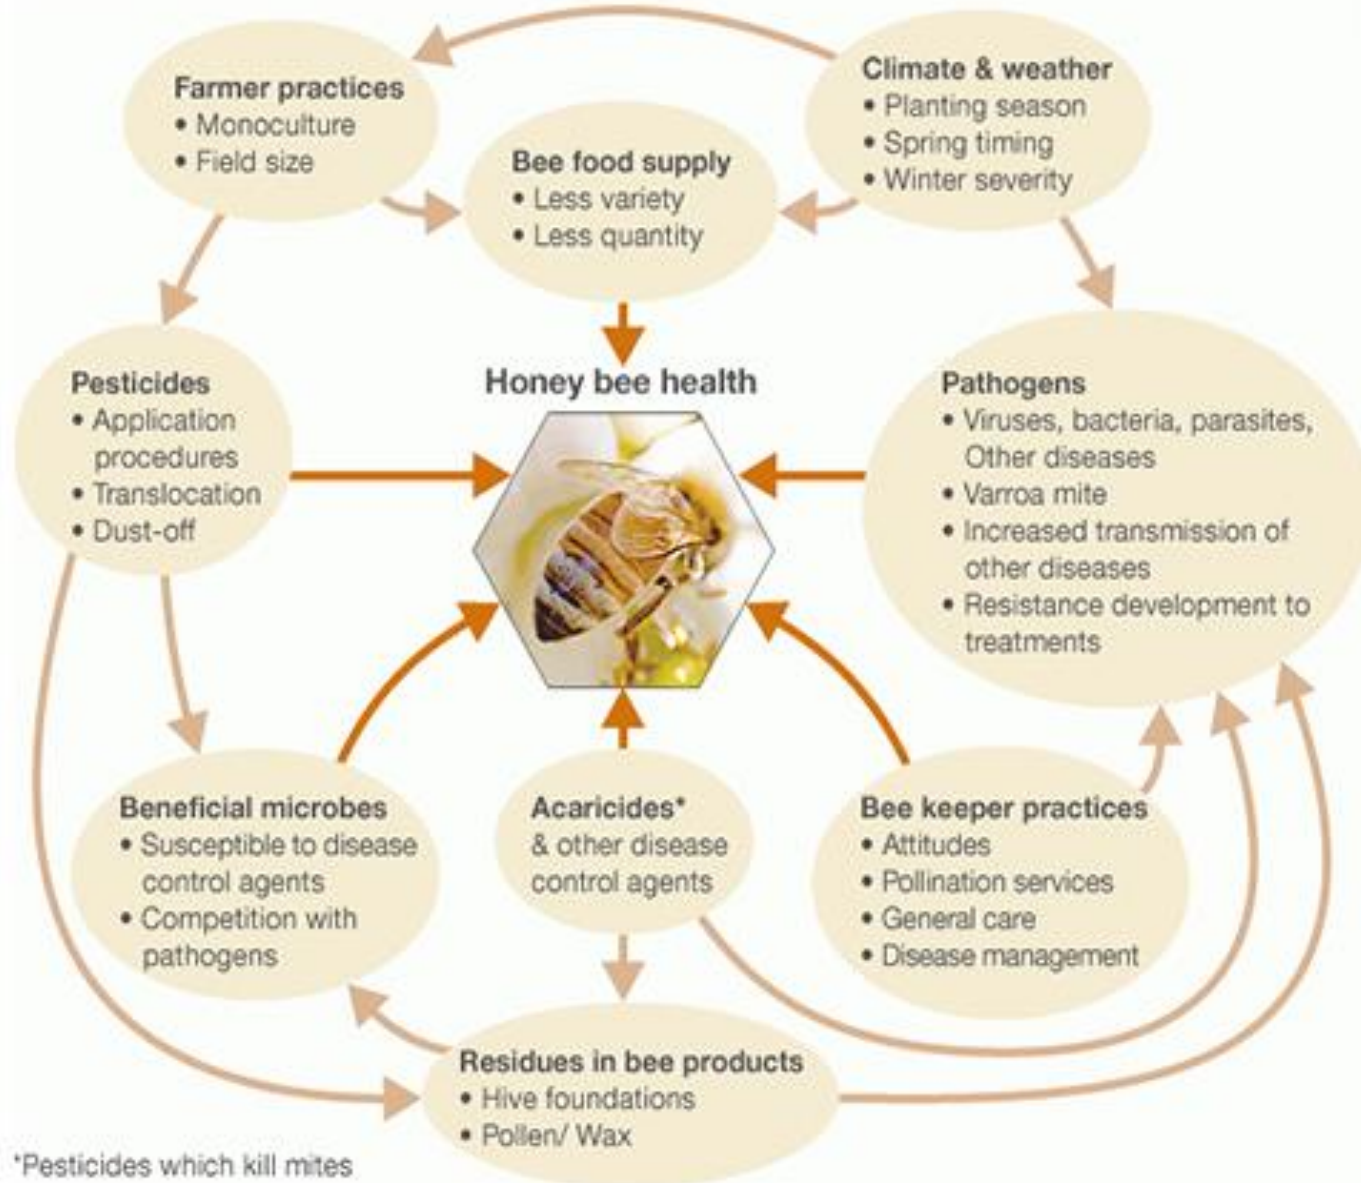 Farmer practices
• Monoculture
• Field size
Climate & weather
• Planting season
• Spring timing
• Winter severity
Bee food supply
• Less variety
• Less quantity
Pesticides
• Application
procedures
• Translocation
• Dust-off
Honey bee health
Pathogens
• Viruses, bacteria, parasites,
Other diseases
• Varroa mite
• Increased transmission of
other diseases
• Resistance development to
treatments
Beneficial microbes
• Susceptible to disease
control agents
• Competition with
pathogens
Acaricides*
& other disease
control agents
Bee keeper practices
• Attitudes
• Pollination services
• General care
• Disease management
Residues in bee products
• Hive foundations
• Pollen/ Wax
*Pesticides which kill mites